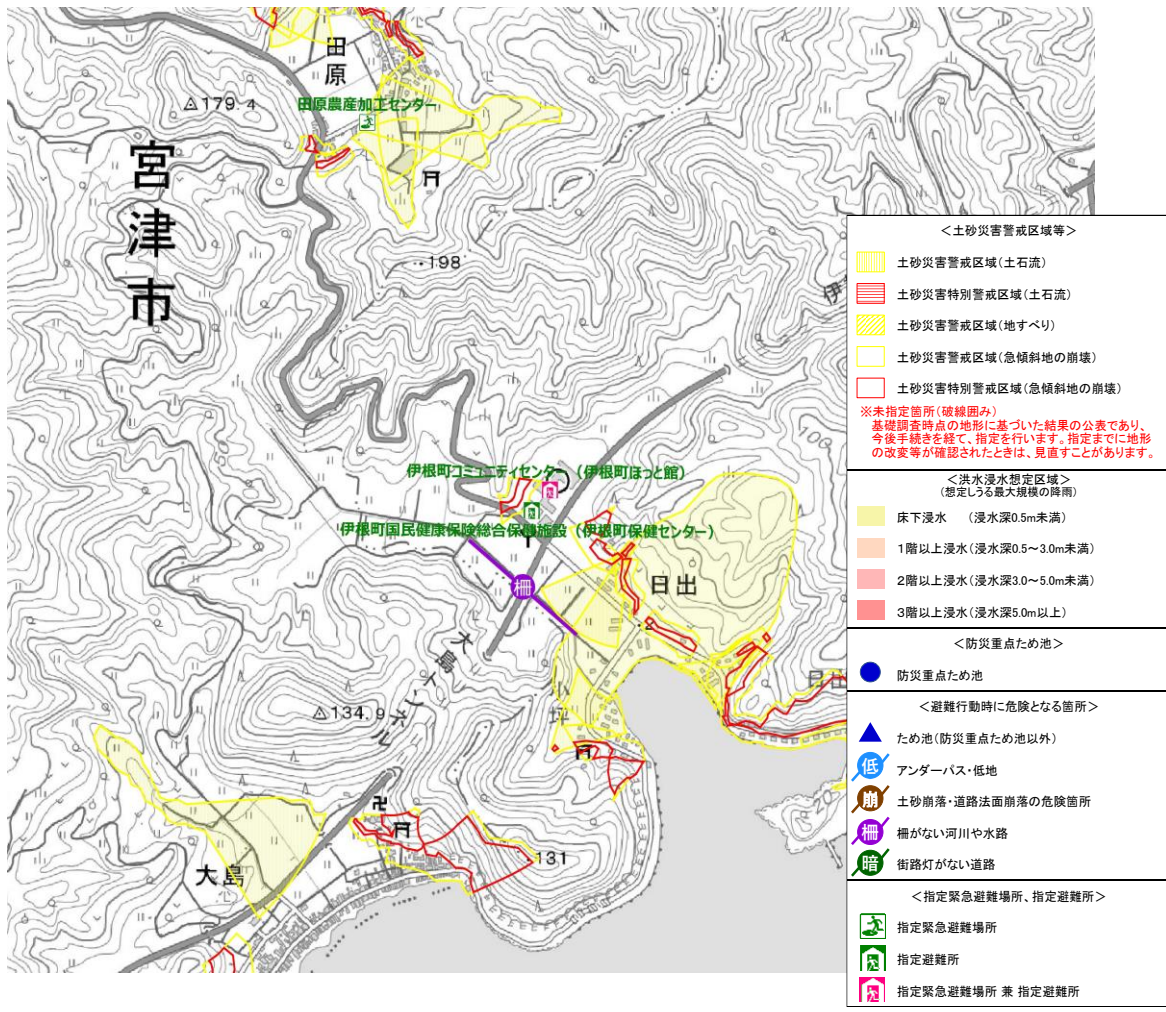 田原
△179.4
田原農産加工センター
宮津市
198
伊根町コミュニティセンター（伊根町ほっと館）
伊根町国民健康保険総合保健施設（伊根町保健センター）
柵
日出
2
大島トンネル
坪
△134.9
131
大島
20
＜土砂災害警戒区域等＞
土砂災害警戒区域（土石流）
土砂災害特別警戒区域（土石流）
土砂災害警戒区域（地すべり）
土砂災害警戒区域（急傾斜地の崩壊）
土砂災害特別警戒区域（急傾斜地の崩壊）
※未指定箇所（破線囲み）
基礎調査時点の地形に基づいた結果の公表であり、
今後手続きを経て、指定を行います。指定までに地形
の改変等が確認されたときは、見直すことがあります。
＜洪水浸水想定区域＞
（想定しうる最大規模の降雨）
床下浸水　（浸水深0.5m未満）
1階以上浸水（浸水深0.5～3.0m未満）
2階以上浸水（浸水深3.0～5.0m未満）
3階以上浸水（浸水深5.0m以上）
＜防災重点ため池＞
防災重点ため池
＜避難行動時に危険となる箇所＞
ため池（防災重点ため池以外）
低 アンダーパス・低地
崩 土砂崩落・道路法面崩落の危険箇所
柵 柵がない河川や水路
暗 街路灯がない道路
＜指定緊急避難場所、指定避難所＞
指定緊急避難場所
指定避難所
指定緊急避難場所 兼 指定避難所